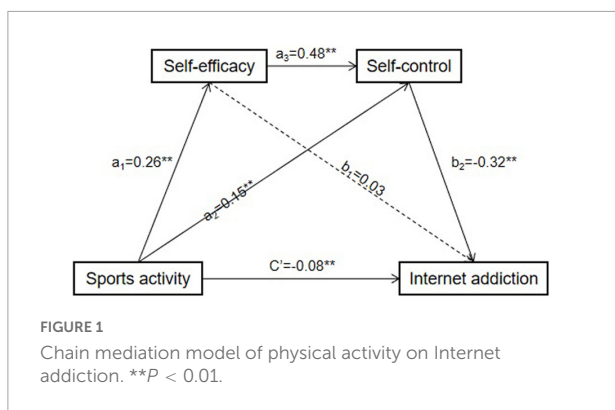 Self-efficacy
a₃=0.48**
Self-control
a₁=0.26**
a₂=0.15**
b₁=0.03
b₂=-0.32**
Sports activity
C'=-0.08**
Internet addiction
FIGURE 1
Chain mediation model of physical activity on Internet
addiction. **P < 0.01.